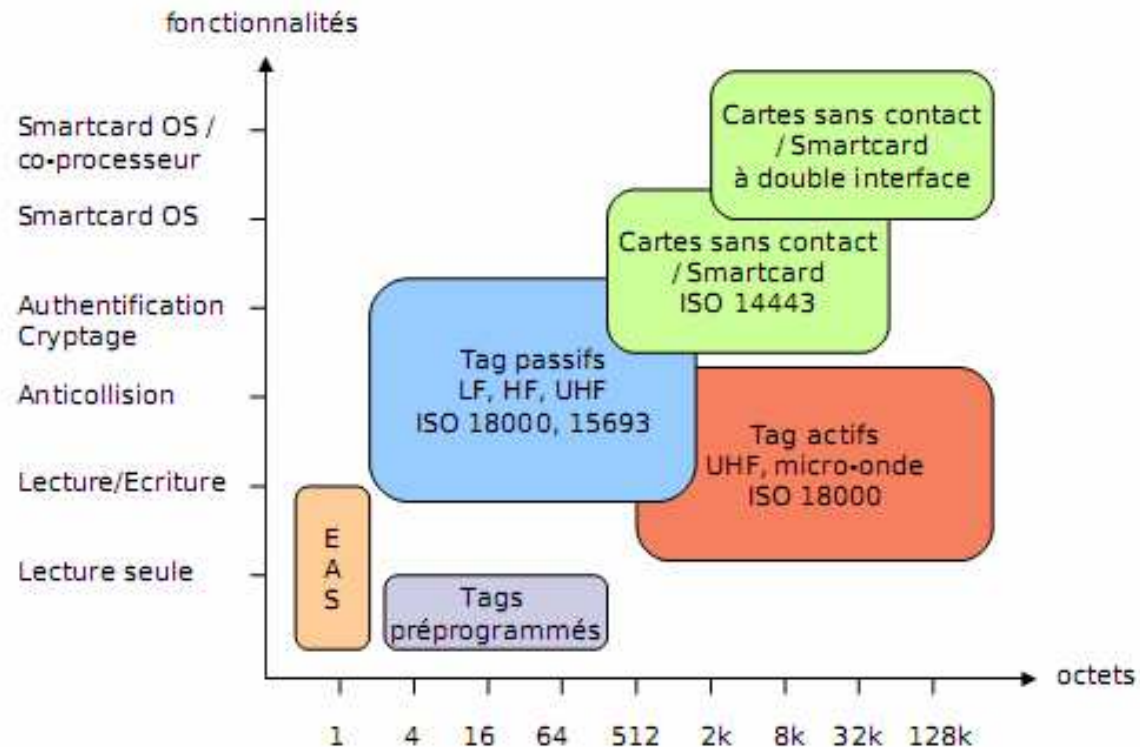 fonctionnalités
Smartcard OS /
co-processeur
Smartcard OS
Authentification
Cryptage
Anticollision
Lecture/Ecriture
Lecture seule
Cartes sans contact
/ Smartcard
à double interface
Cartes sans contact
/ Smartcard
ISO 14443
Tag passifs
LF, HF, UHF
ISO 18000, 15693
Tag actifs
UHF, micro-onde
ISO 18000
E
A
S
Tags
préprogrammés
octets
1 4 16 64 512 2k 8k 32k 128k